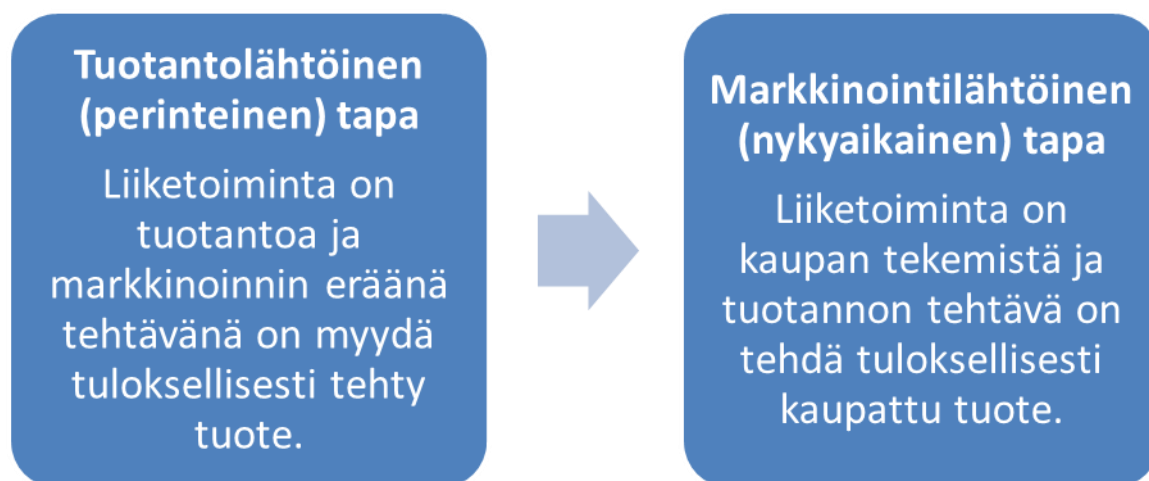 Tuotantolähtöinen
(perinteinen) tapa
Liiketoiminta on
tuotantoa ja
markkinoinnin eräänä
tehtävänä on myydä
tuloksellisesti tehty
tuote.
Markkinointilähtöinen
(nykyaikainen) tapa
Liiketoiminta on
kaupan tekemistä ja
tuotannon tehtävä on
tehdä tuloksellisesti
kaupattu tuote.